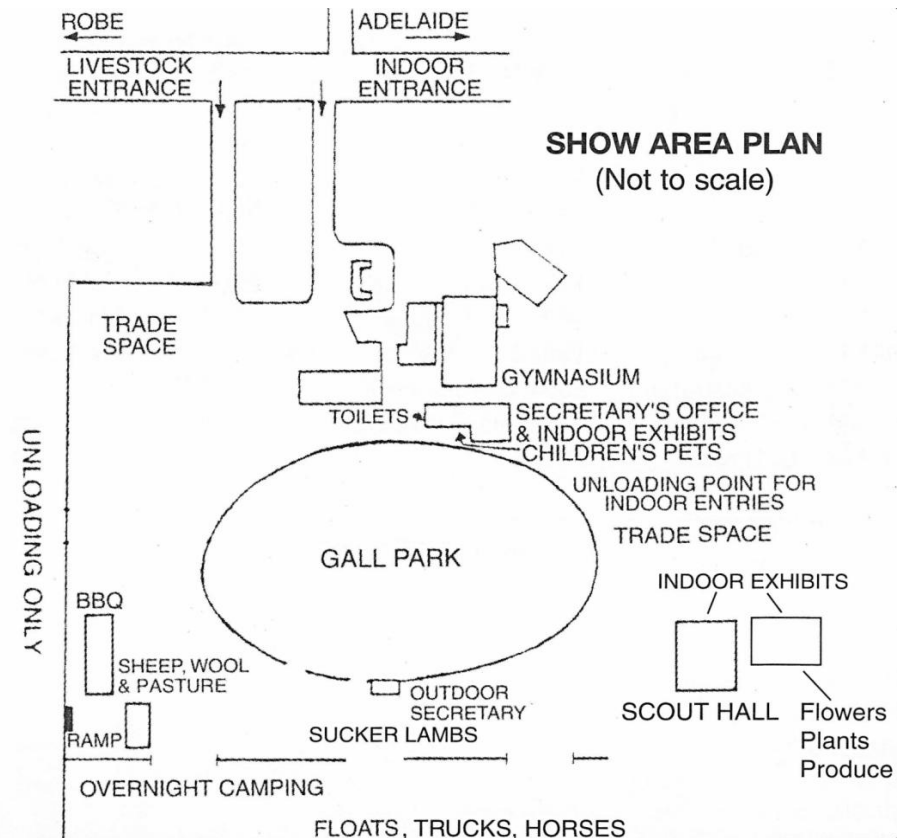 ROBE
ADELAIDE
LIVESTOCK
ENTRANCE
INDOOR
ENTRANCE
SHOW AREA PLAN
(Not to scale)
TRADE
SPACE
GYMNASIUM
TOILETS
SECRETARY'S OFFICE
& INDOOR EXHIBITS
CHILDREN'S PETS
UNLOADING POINT FOR
INDOOR ENTRIES
TRADE SPACE
UNLOADING ONLY
GALL PARK
INDOOR EXHIBITS
BBQ
SHEEP, WOOL
& PASTURE
OUTDOOR
SECRETARY
SCOUT HALL
Flowers
Plants
Produce
RAMP
SUCKER LAMBS
OVERNIGHT CAMPING
FLOATS, TRUCKS, HORSES